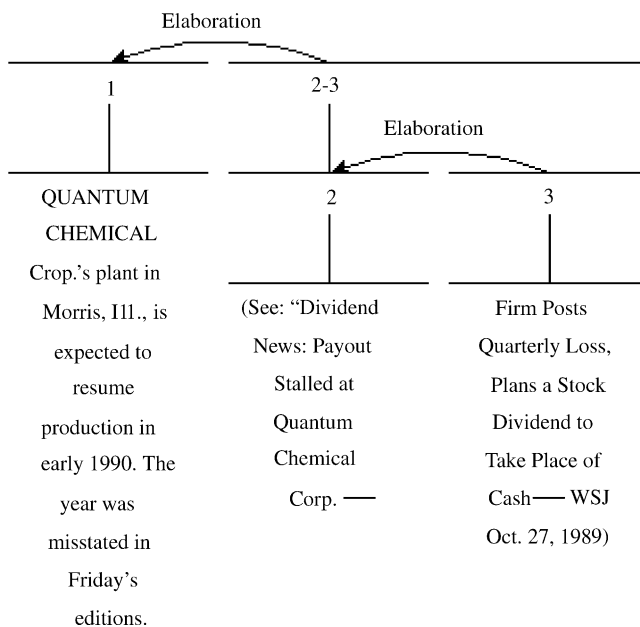 Elaboration
1
2-3
Elaboration
QUANTUM
CHEMICAL
Crop.'s plant in
Morris, I11., is
expected to
resume
production in
early 1990. The
year was
misstated in
Friday's
editions.
2
(See: “Dividend
News: Payout
Stalled at
Quantum
Chemical
Corp. —
3
Firm Posts
Quarterly Loss,
Plans a Stock
Dividend to
Take Place of
Cash— WSJ
Oct. 27, 1989)